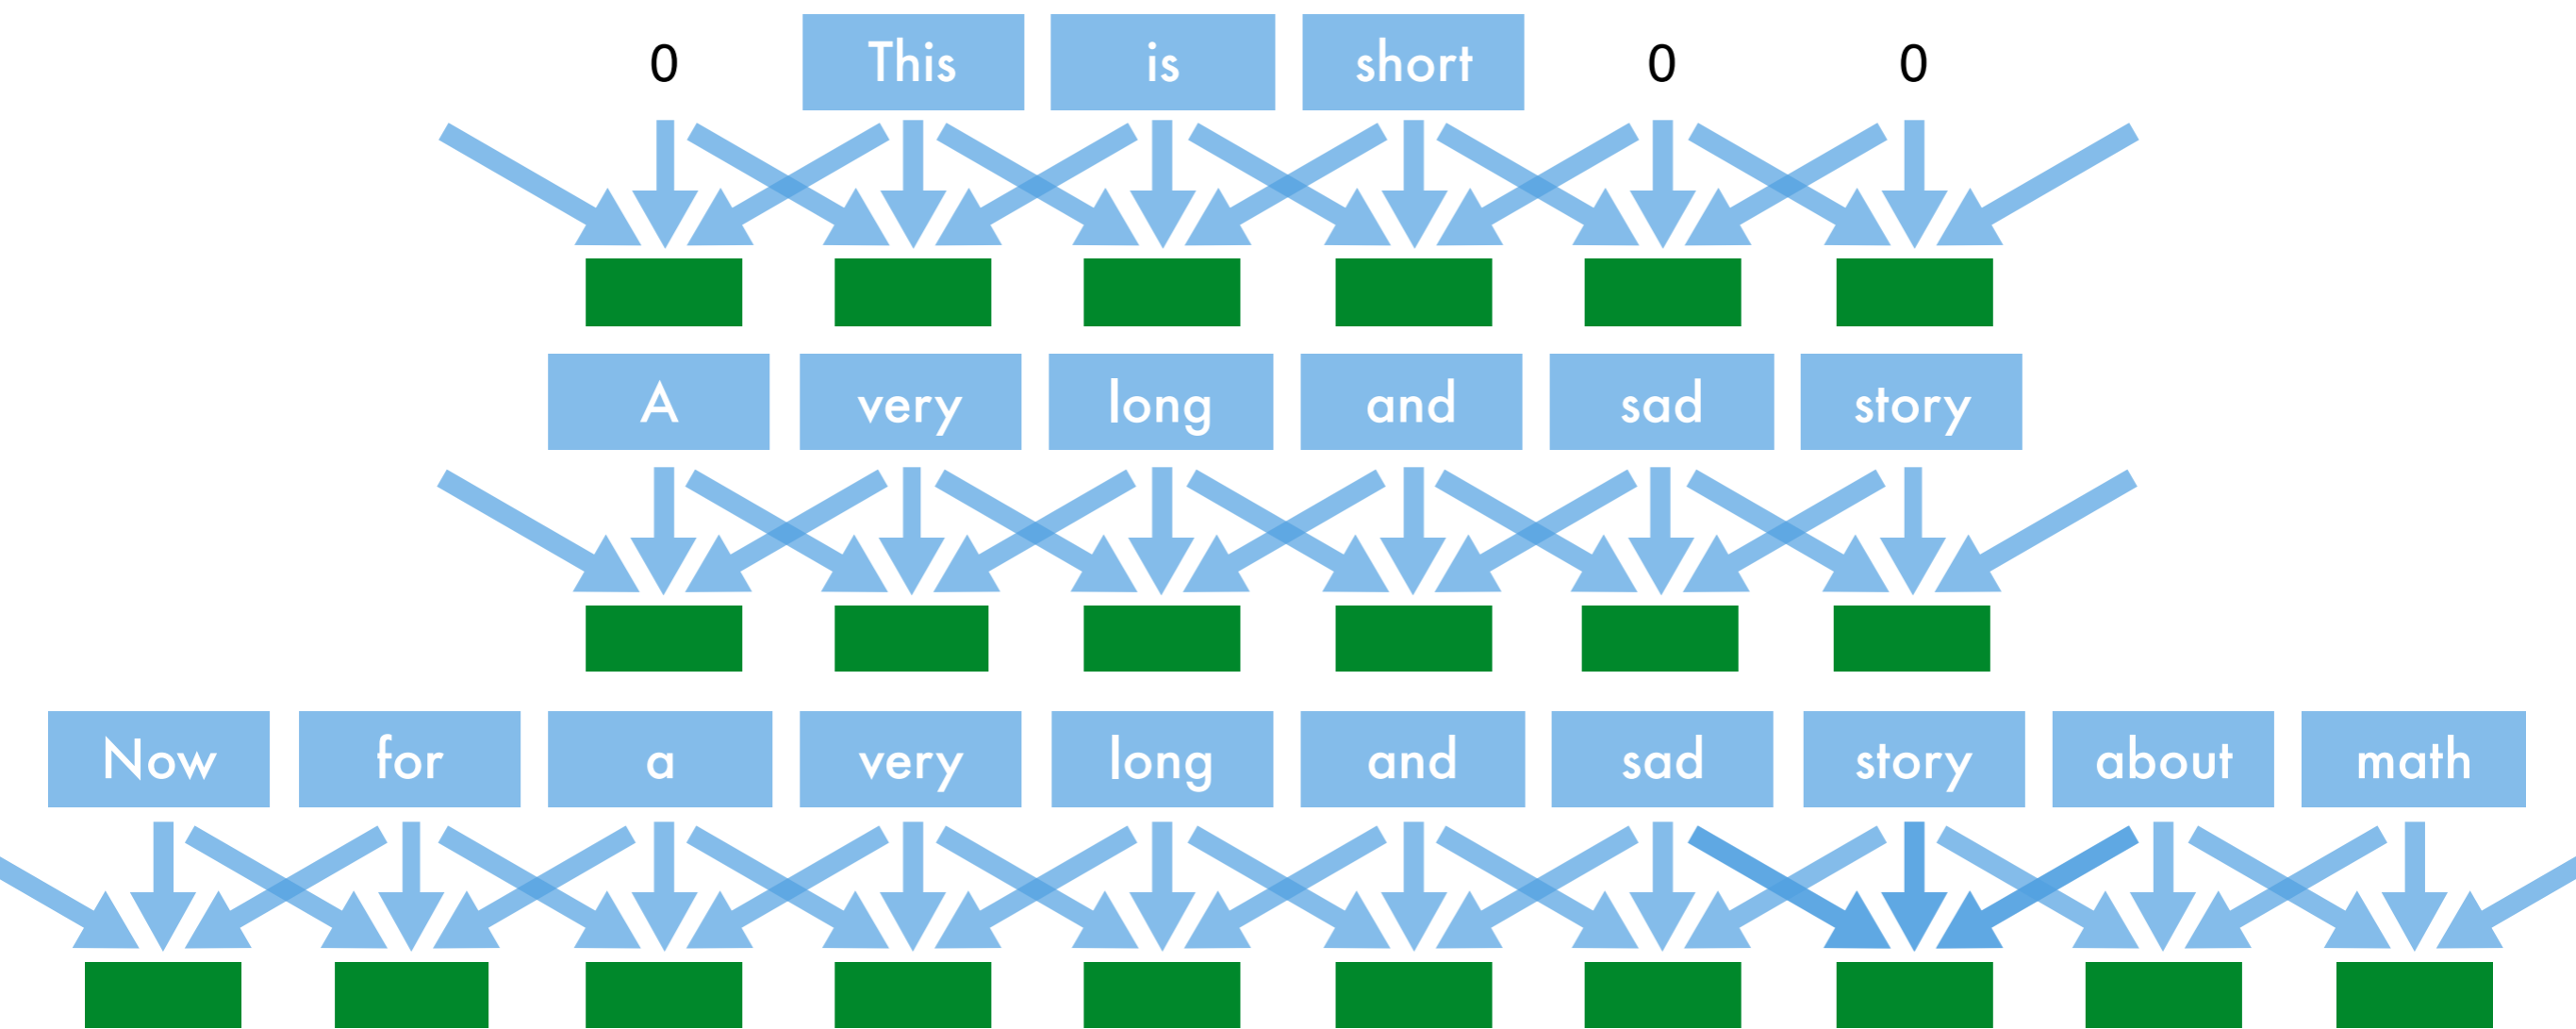 0 This is short 0 0
A very long and sad story
Now for a very long and sad story about math